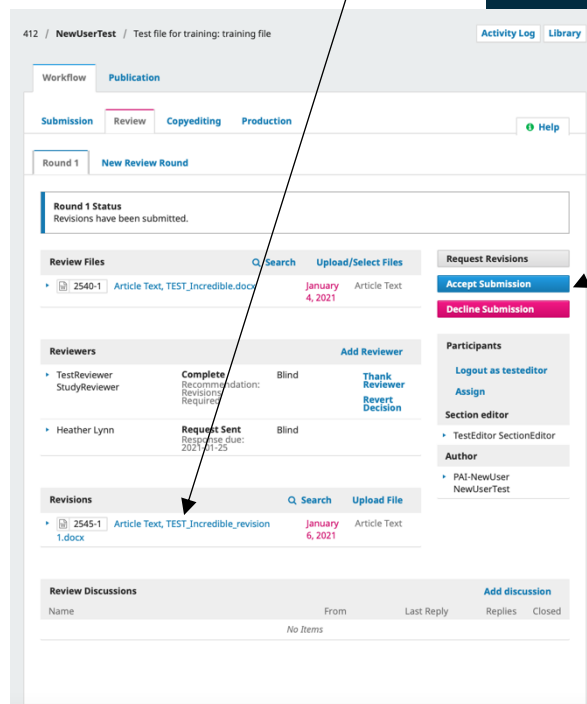 412 / NewUserTest / Test file for training: training file
Activity Log Library
Workflow Publication
Submission Review Copyediting Production
Help
Round 1 New Review Round
Round 1 Status
Revisions have been submitted.
Review Files Search Upload/Select Files
2540-1 Article Text, TEST_Incredible.docx January 4, 2021 Article Text
Request Revisions
Accept Submission
Decline Submission
Reviewers Add Reviewer
TestReviewer StudyReviewer Complete Recommendation: Revisions Required Blind Thank Reviewer Revert Decision
Heather Lynn Request Sent Response due: 2021-01-25 Blind
Participants
Logout as testeditor
Assign
Section editor
TestEditor SectionEditor
Author
PAI-NewUser
NewUserTest
Revisions Search Upload File
2545-1 Article Text, TEST_Incredible_revision 1.docx January 6, 2021 Article Text
Review Discussions Add discussion
Name From Last Reply Replies Closed
No Items